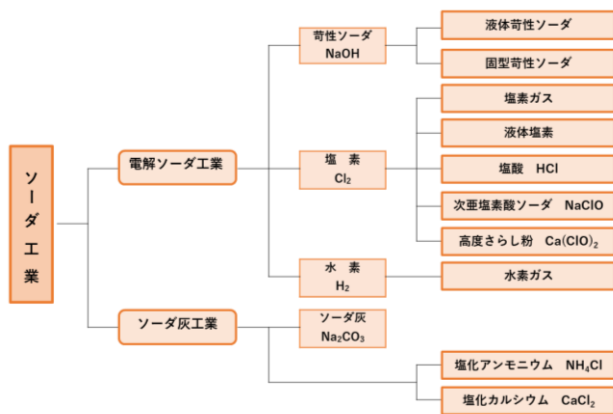 ソーダ工業
電解ソーダ工業
苛性ソーダ
NaOH
液体苛性ソーダ
固型苛性ソーダ
塩　素
Cl₂
塩素ガス
液体塩素
塩酸　HCl
次亜塩素酸ソーダ　NaClO
高度さらし粉　Ca(ClO)₂
水　素
H₂
水素ガス
ソーダ灰工業
ソーダ灰
Na₂CO₃
塩化アンモニウム　NH₄Cl
塩化カルシウム　CaCl₂